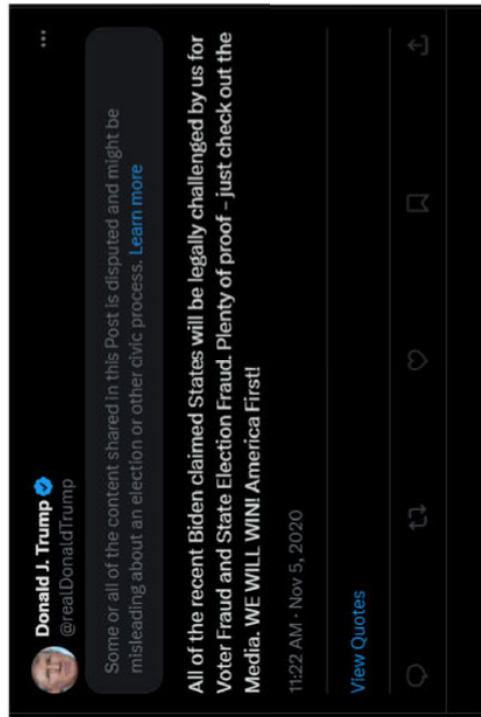 Donald J. Trump
@realDonaldTrump
Some or all of the content shared in this Post is disputed and might be
misleading about an election or other civic process. Learn more
All of the recent Biden claimed States will be legally challenged by us for
Voter Fraud and State Election Fraud. Plenty of proof – just check out the
Media. WE WILL WIN! America First!
11:22 AM · Nov 5, 2020
View Quotes